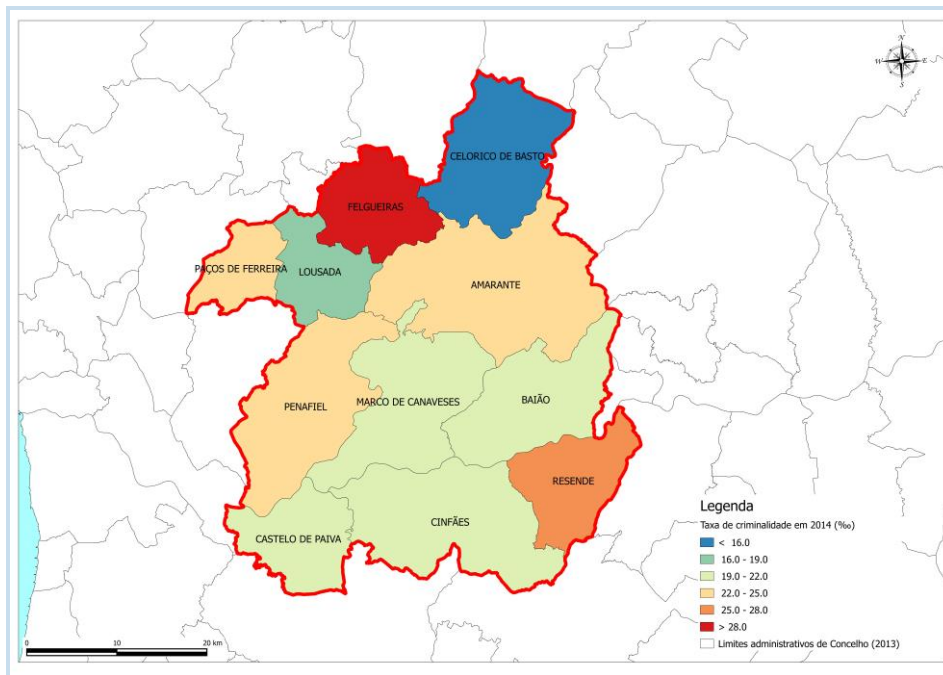 N
W E
S
CELORICO DE BASTO
FELGUEIRAS
PAÇOS DE FERREIRA
LOUSADA
AMARANTE
PENAFIEL
MARCO DE CANAVESES
BAIÃO
RESENDE
CINFÃES
CASTELO DE PAIVA
Legenda
Taxa de criminalidade em 2014 (‰)
< 16.0
16.0 - 19.0
19.0 - 22.0
22.0 - 25.0
25.0 - 28.0
> 28.0
Limites administrativos de Concelho (2013)
0 10 20 km